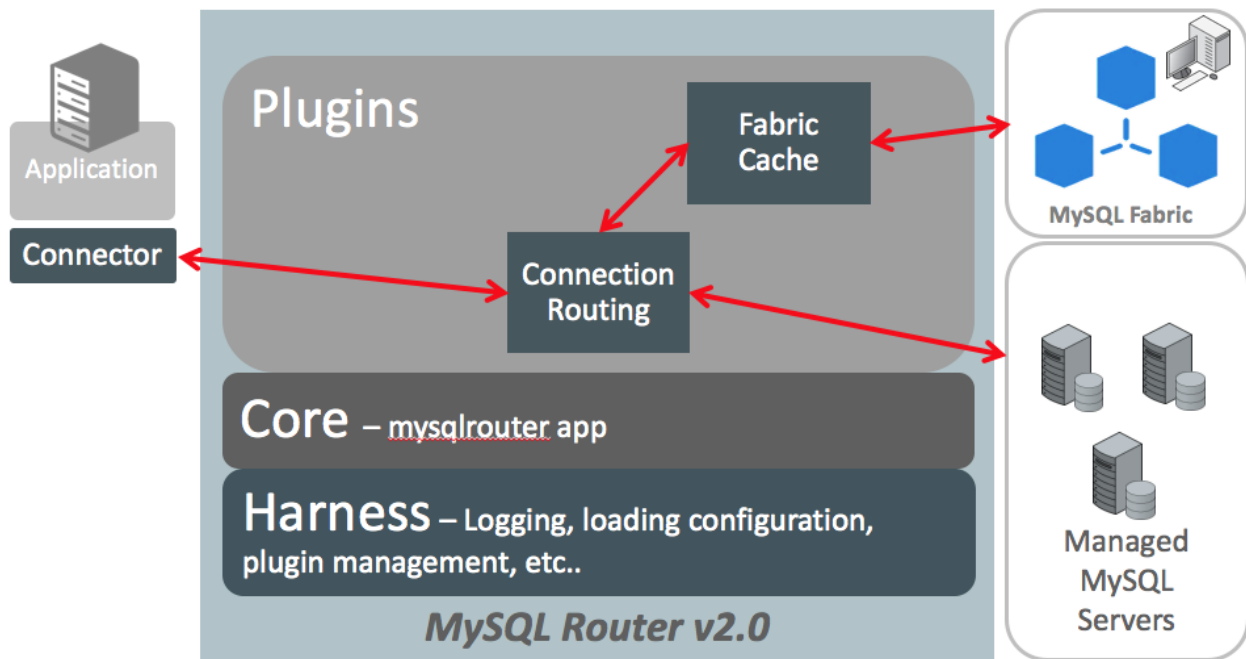 Application
Connector
Plugins
Fabric
Cache
Connection
Routing
Core – mysqlrouter app
Harness – Logging, loading configuration,
plugin management, etc..
MySQL Router v2.0
MySQL Fabric
Managed
MySQL
Servers